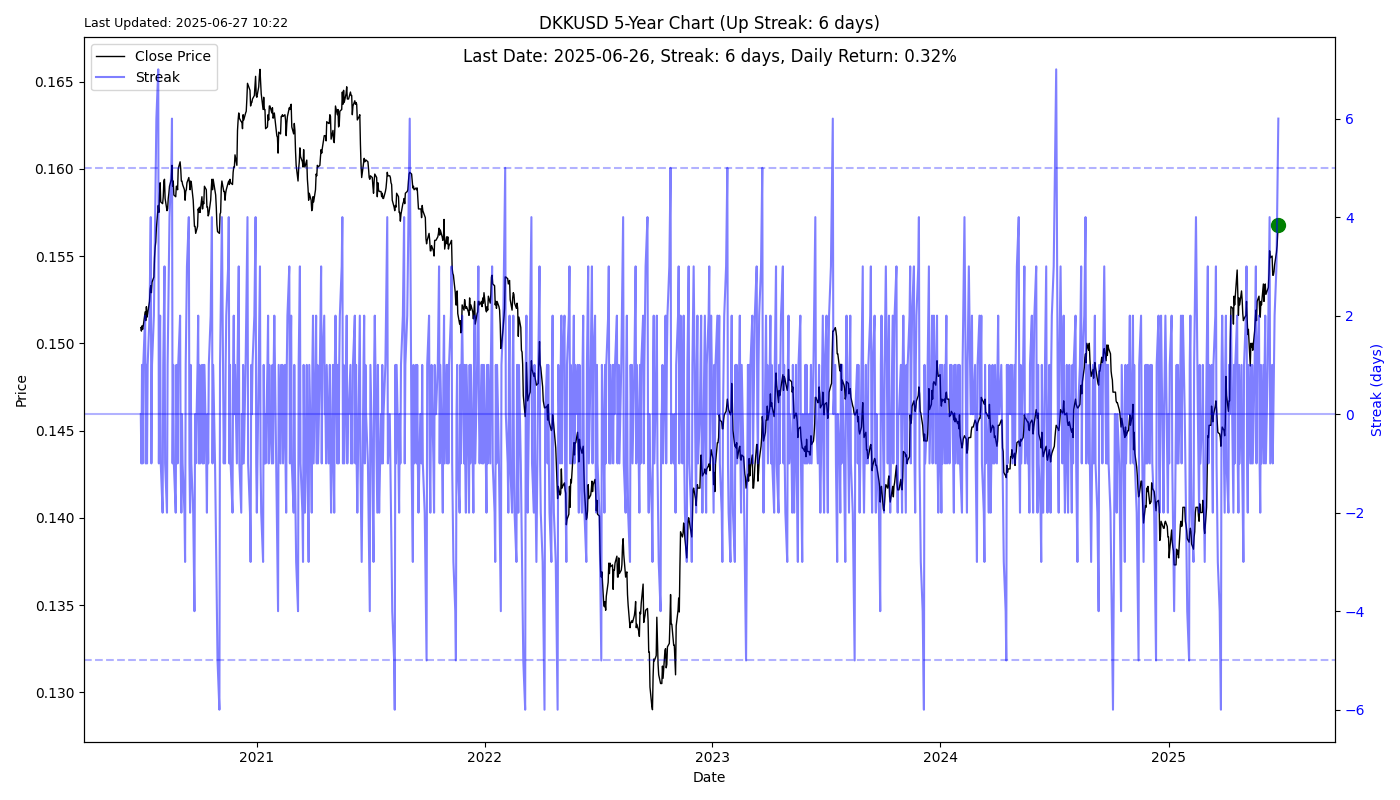 Last Updated: 2025-06-27 10:22
DKKUSD 5-Year Chart (Up Streak: 6 days)
Last Date: 2025-06-26, Streak: 6 days, Daily Return: 0.32%
Close Price
Streak
Price
0.165
0.160
0.155
0.150
0.145
0.140
0.135
0.130
6
4
2
0
−2
−4
−6
Streak (days)
2021
2022
2023
2024
2025
Date